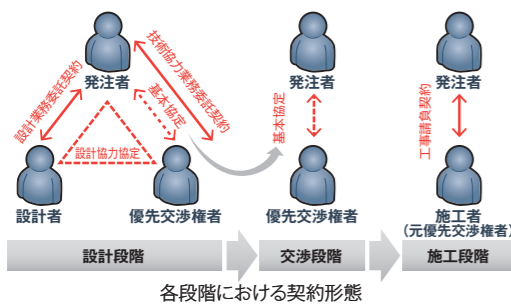 発注者
設計業務委託契約
技術協力業務委託契約
基本協定
設計協力協定
設計者
優先交渉権者
発注者
基本協定
優先交渉権者
発注者
工事請負契約
施工者
(元優先交渉権者)
設計段階
交渉段階
施工段階
各段階における契約形態